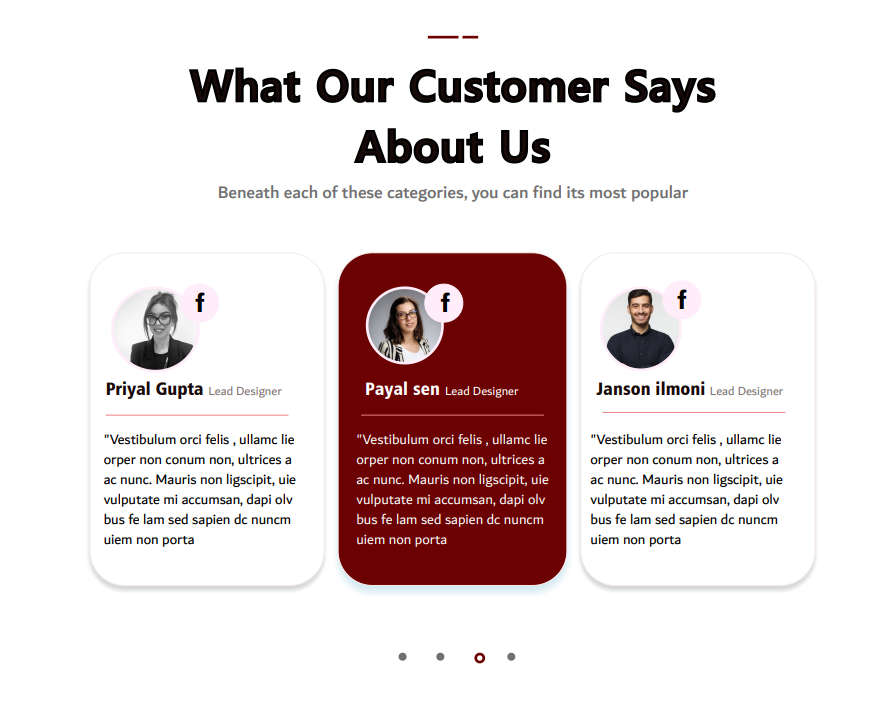 What Our Customer Says
About Us
Beneath each of these categories, you can find its most popular
f
Priyal Gupta Lead Designer
"Vestibulum orci felis , ullamc lie
orper non conum non, ultrices a
ac nunc. Mauris non ligscipit, uie
vulputate mi accumsan, dapi olv
bus fe lam sed sapien dc nuncm
uiem non porta
f
Payal sen Lead Designer
"Vestibulum orci felis , ullamc lie
orper non conum non, ultrices a
ac nunc. Mauris non ligscipit, uie
vulputate mi accumsan, dapi olv
bus fe lam sed sapien dc nuncm
uiem non porta
f
Janson ilmoni Lead Designer
"Vestibulum orci felis , ullamc lie
orper non conum non, ultrices a
ac nunc. Mauris non ligscipit, uie
vulputate mi accumsan, dapi olv
bus fe lam sed sapien dc nuncm
uiem non porta